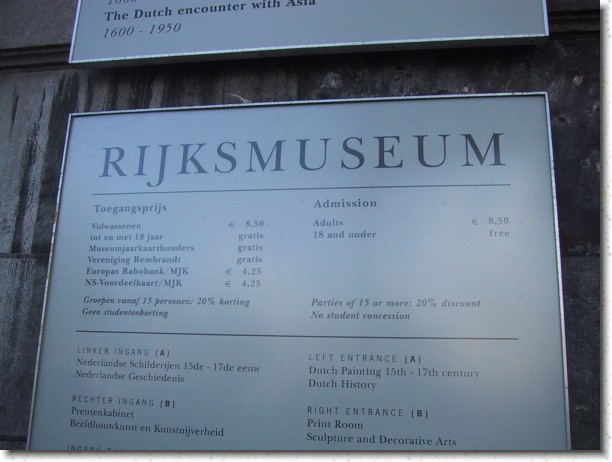 The Dutch encounter with Asia
1600 - 1950
RIJKSMUSEUM
Toegangsprijs
Volwassenen € 8,50
tot en met 18 jaar gratis
Museumjaarkaarthouders gratis
Vereniging Rembrandt gratis
Europas Rabobank/MJK € 4,25
NS-Voordeelkaart/MJK € 4,25
Groepen vanaf 15 personen: 20% korting
Geen studentenkorting
Admission
Adults € 8,50
18 and under free
Parties of 15 or more: 20% discount
No student concession
LINKER INGANG (A)
Nederlandse Schilderijen 15de - 17de eeuw
Nederlandse Geschiedenis
RECHTER INGANG (B)
Prentenkabinet
Beeldhouwkunst en Kunstnijverheid
LEFT ENTRANCE (A)
Dutch Painting 15th - 17th century
Dutch History
RIGHT ENTRANCE (B)
Print Room
Sculpture and Decorative Arts